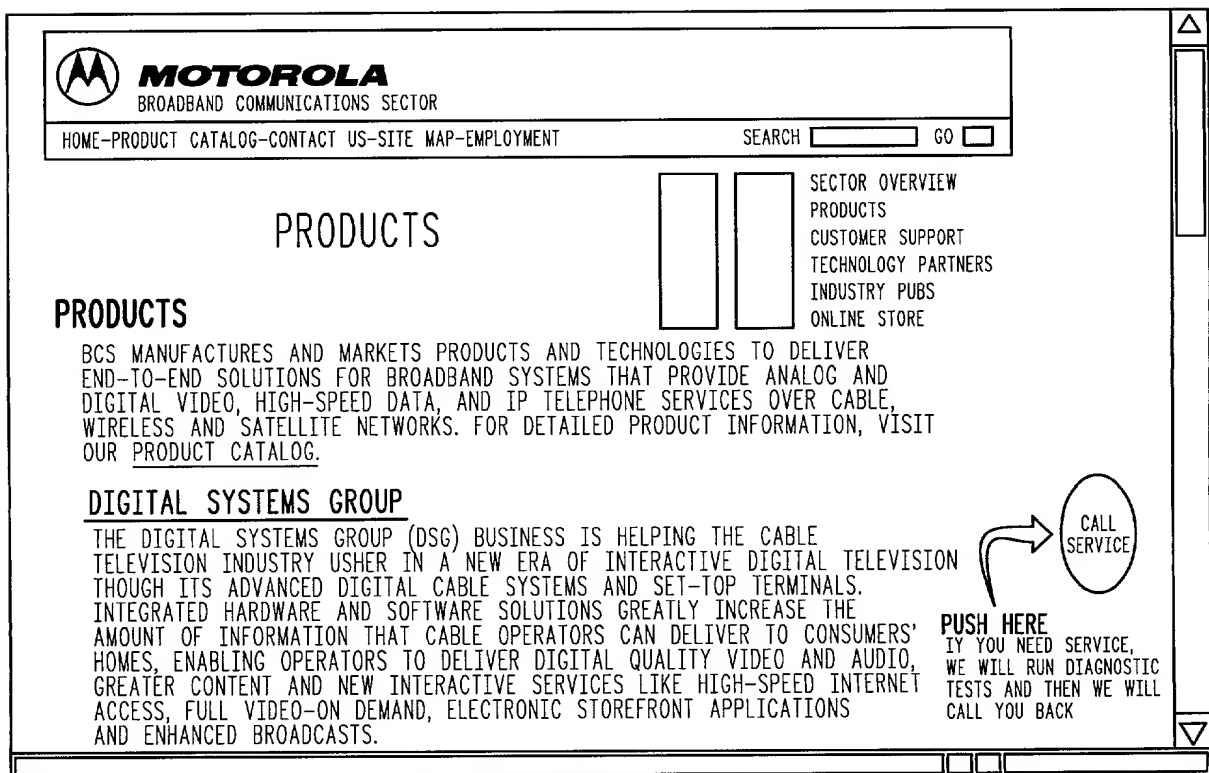 MOTOROLA
BROADBAND COMMUNICATIONS SECTOR
HOME-PRODUCT CATALOG-CONTACT US-SITE MAP-EMPLOYMENT SEARCH GO
SECTOR OVERVIEW
PRODUCTS
CUSTOMER SUPPORT
TECHNOLOGY PARTNERS
INDUSTRY PUBS
ONLINE STORE
PRODUCTS
PRODUCTS
BCS MANUFACTURES AND MARKETS PRODUCTS AND TECHNOLOGIES TO DELIVER
END-TO-END SOLUTIONS FOR BROADBAND SYSTEMS THAT PROVIDE ANALOG AND
DIGITAL VIDEO, HIGH-SPEED DATA, AND IP TELEPHONE SERVICES OVER CABLE,
WIRELESS AND SATELLITE NETWORKS. FOR DETAILED PRODUCT INFORMATION, VISIT
OUR PRODUCT CATALOG.
DIGITAL SYSTEMS GROUP
THE DIGITAL SYSTEMS GROUP (DSG) BUSINESS IS HELPING THE CABLE
TELEVISION INDUSTRY USHER IN A NEW ERA OF INTERACTIVE DIGITAL TELEVISION
THOUGH ITS ADVANCED DIGITAL CABLE SYSTEMS AND SET-TOP TERMINALS.
INTEGRATED HARDWARE AND SOFTWARE SOLUTIONS GREATLY INCREASE THE
AMOUNT OF INFORMATION THAT CABLE OPERATORS CAN DELIVER TO CONSUMERS'
HOMES, ENABLING OPERATORS TO DELIVER DIGITAL QUALITY VIDEO AND AUDIO,
GREATER CONTENT AND NEW INTERACTIVE SERVICES LIKE HIGH-SPEED INTERNET
ACCESS, FULL VIDEO-ON DEMAND, ELECTRONIC STOREFRONT APPLICATIONS
AND ENHANCED BROADCASTS.
CALL
SERVICE
PUSH HERE
IY YOU NEED SERVICE,
WE WILL RUN DIAGNOSTIC
TESTS AND THEN WE WILL
CALL YOU BACK